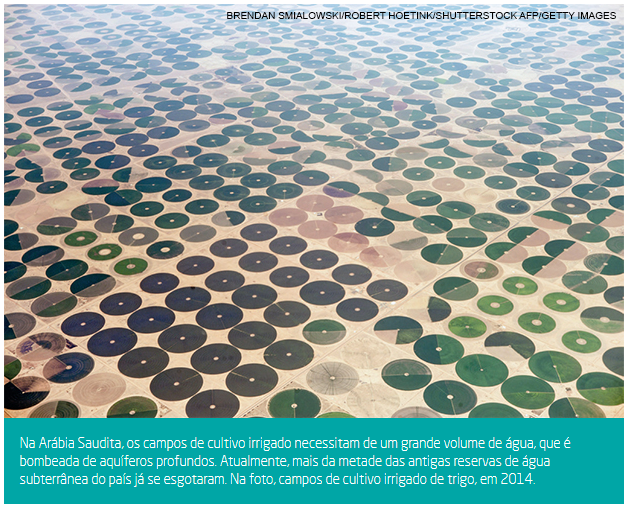 BRENDAN SMIALOWSKI/ROBERT HOETINK/SHUTTERSTOCK AFP/GETTY IMAGES
Na Arábia Saudita, os campos de cultivo irrigado necessitam de um grande volume de água, que é
bombeada de aquíferos profundos. Atualmente, mais da metade das antigas reservas de água
subterrânea do país já se esgotaram. Na foto, campos de cultivo irrigado de trigo, em 2014.